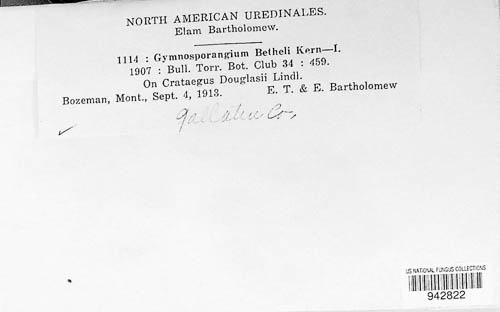 NORTH AMERICAN UREDINALES.
Elam Bartholomew.
1114 : Gymnosporangium Betheli Kern—I.
1907 : Bull. Torr. Bot. Club 34 : 459.
On Crataegus Douglasii Lindl.
Bozeman, Mont., Sept. 4, 1913. E. T. & E. Bartholomew
Gallatin Co.
US NATIONAL FUNGUS COLLECTIONS
942822